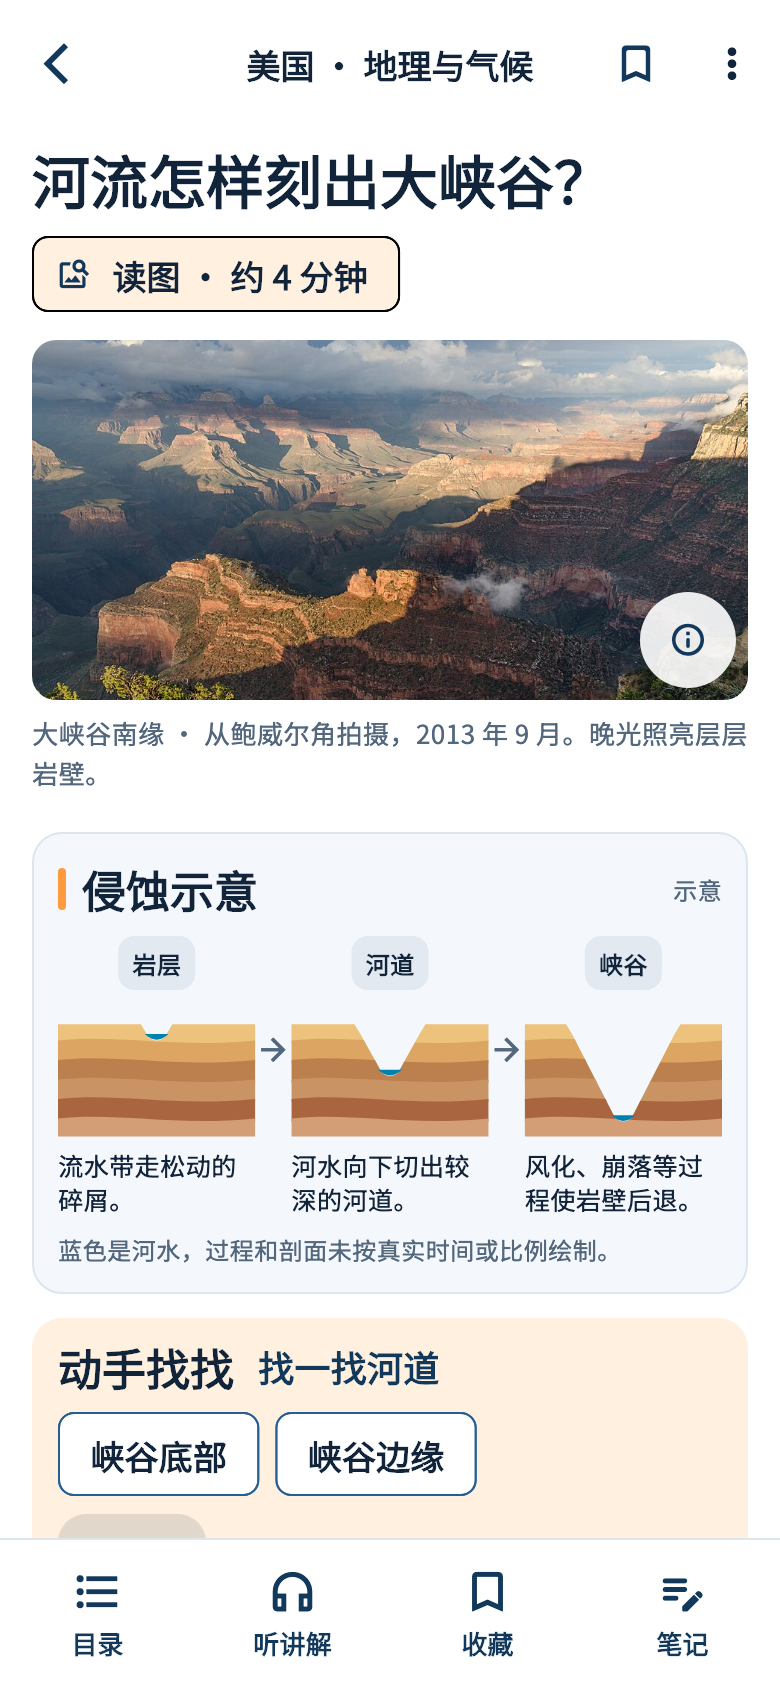 美国 · 地理与气候
河流怎样刻出大峡谷？
读图 · 约 4 分钟
大峡谷南缘 · 从鲍威尔角拍摄，2013 年 9 月。晚光照亮层层
岩壁。
侵蚀示意
示意
岩层
河道
峡谷
流水带走松动的
碎屑。
河水向下切出较
深的河道。
风化、崩落等过
程使岩壁后退。
蓝色是河水，过程和剖面未按真实时间或比例绘制。
动手找找 找一找河道
峡谷底部
峡谷边缘
目录
听讲解
收藏
笔记